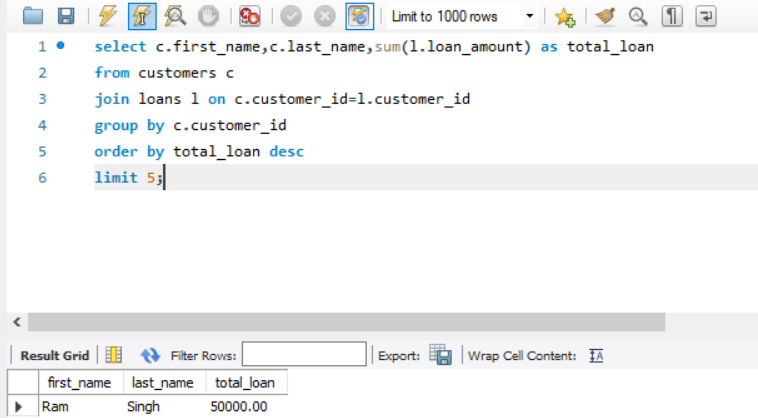 Limit to 1000 rows
1 select c.first_name,c.last_name,sum(l.loan_amount) as total_loan
2 from customers c
3 join loans l on c.customer_id=l.customer_id
4 group by c.customer_id
5 order by total_loan desc
6 limit 5;
Result Grid Filter Rows: Export: Wrap Cell Content: IA
first_name last_name total_loan
Ram Singh 50000.00